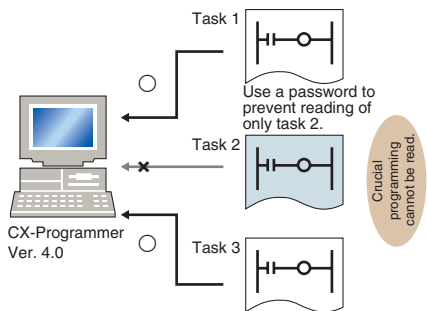 Task 1
Use a password to
prevent reading of
only task 2.
Task 2
Crucial
programming
cannot be read.
CX-Programmer
Ver. 4.0
Task 3